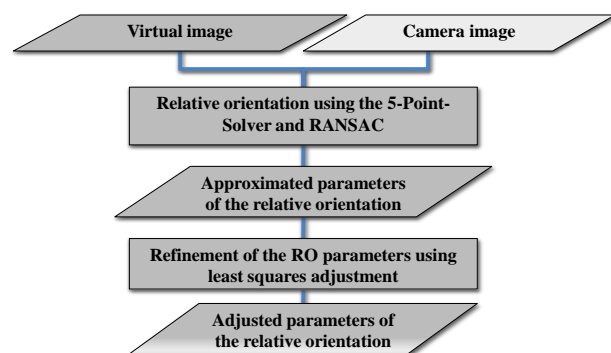 Virtual image
Camera image
Relative orientation using the 5-Point-
Solver and RANSAC
Approximated parameters
of the relative orientation
Refinement of the RO parameters using
least squares adjustment
Adjusted parameters of
the relative orientation